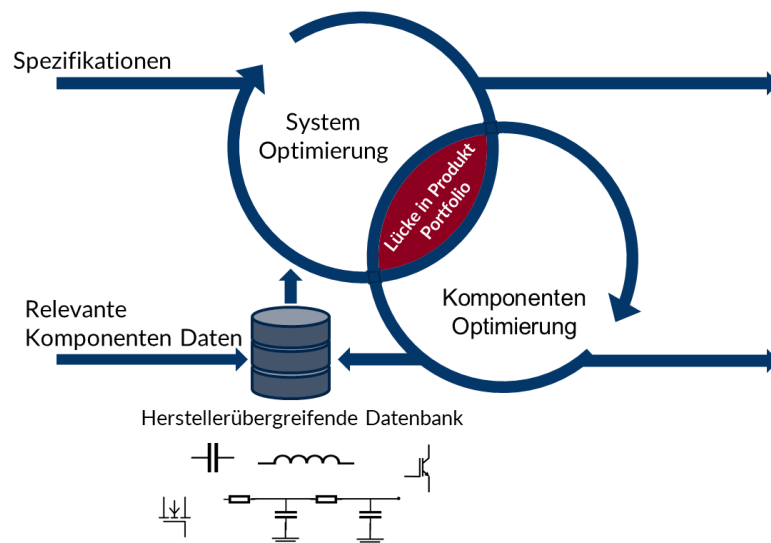 Spezifikationen
System
Optimierung
Lücke in Produkt
Portfolio
Relevante
Komponenten Daten
Komponenten
Optimierung
Herstellerübergreifende Datenbank